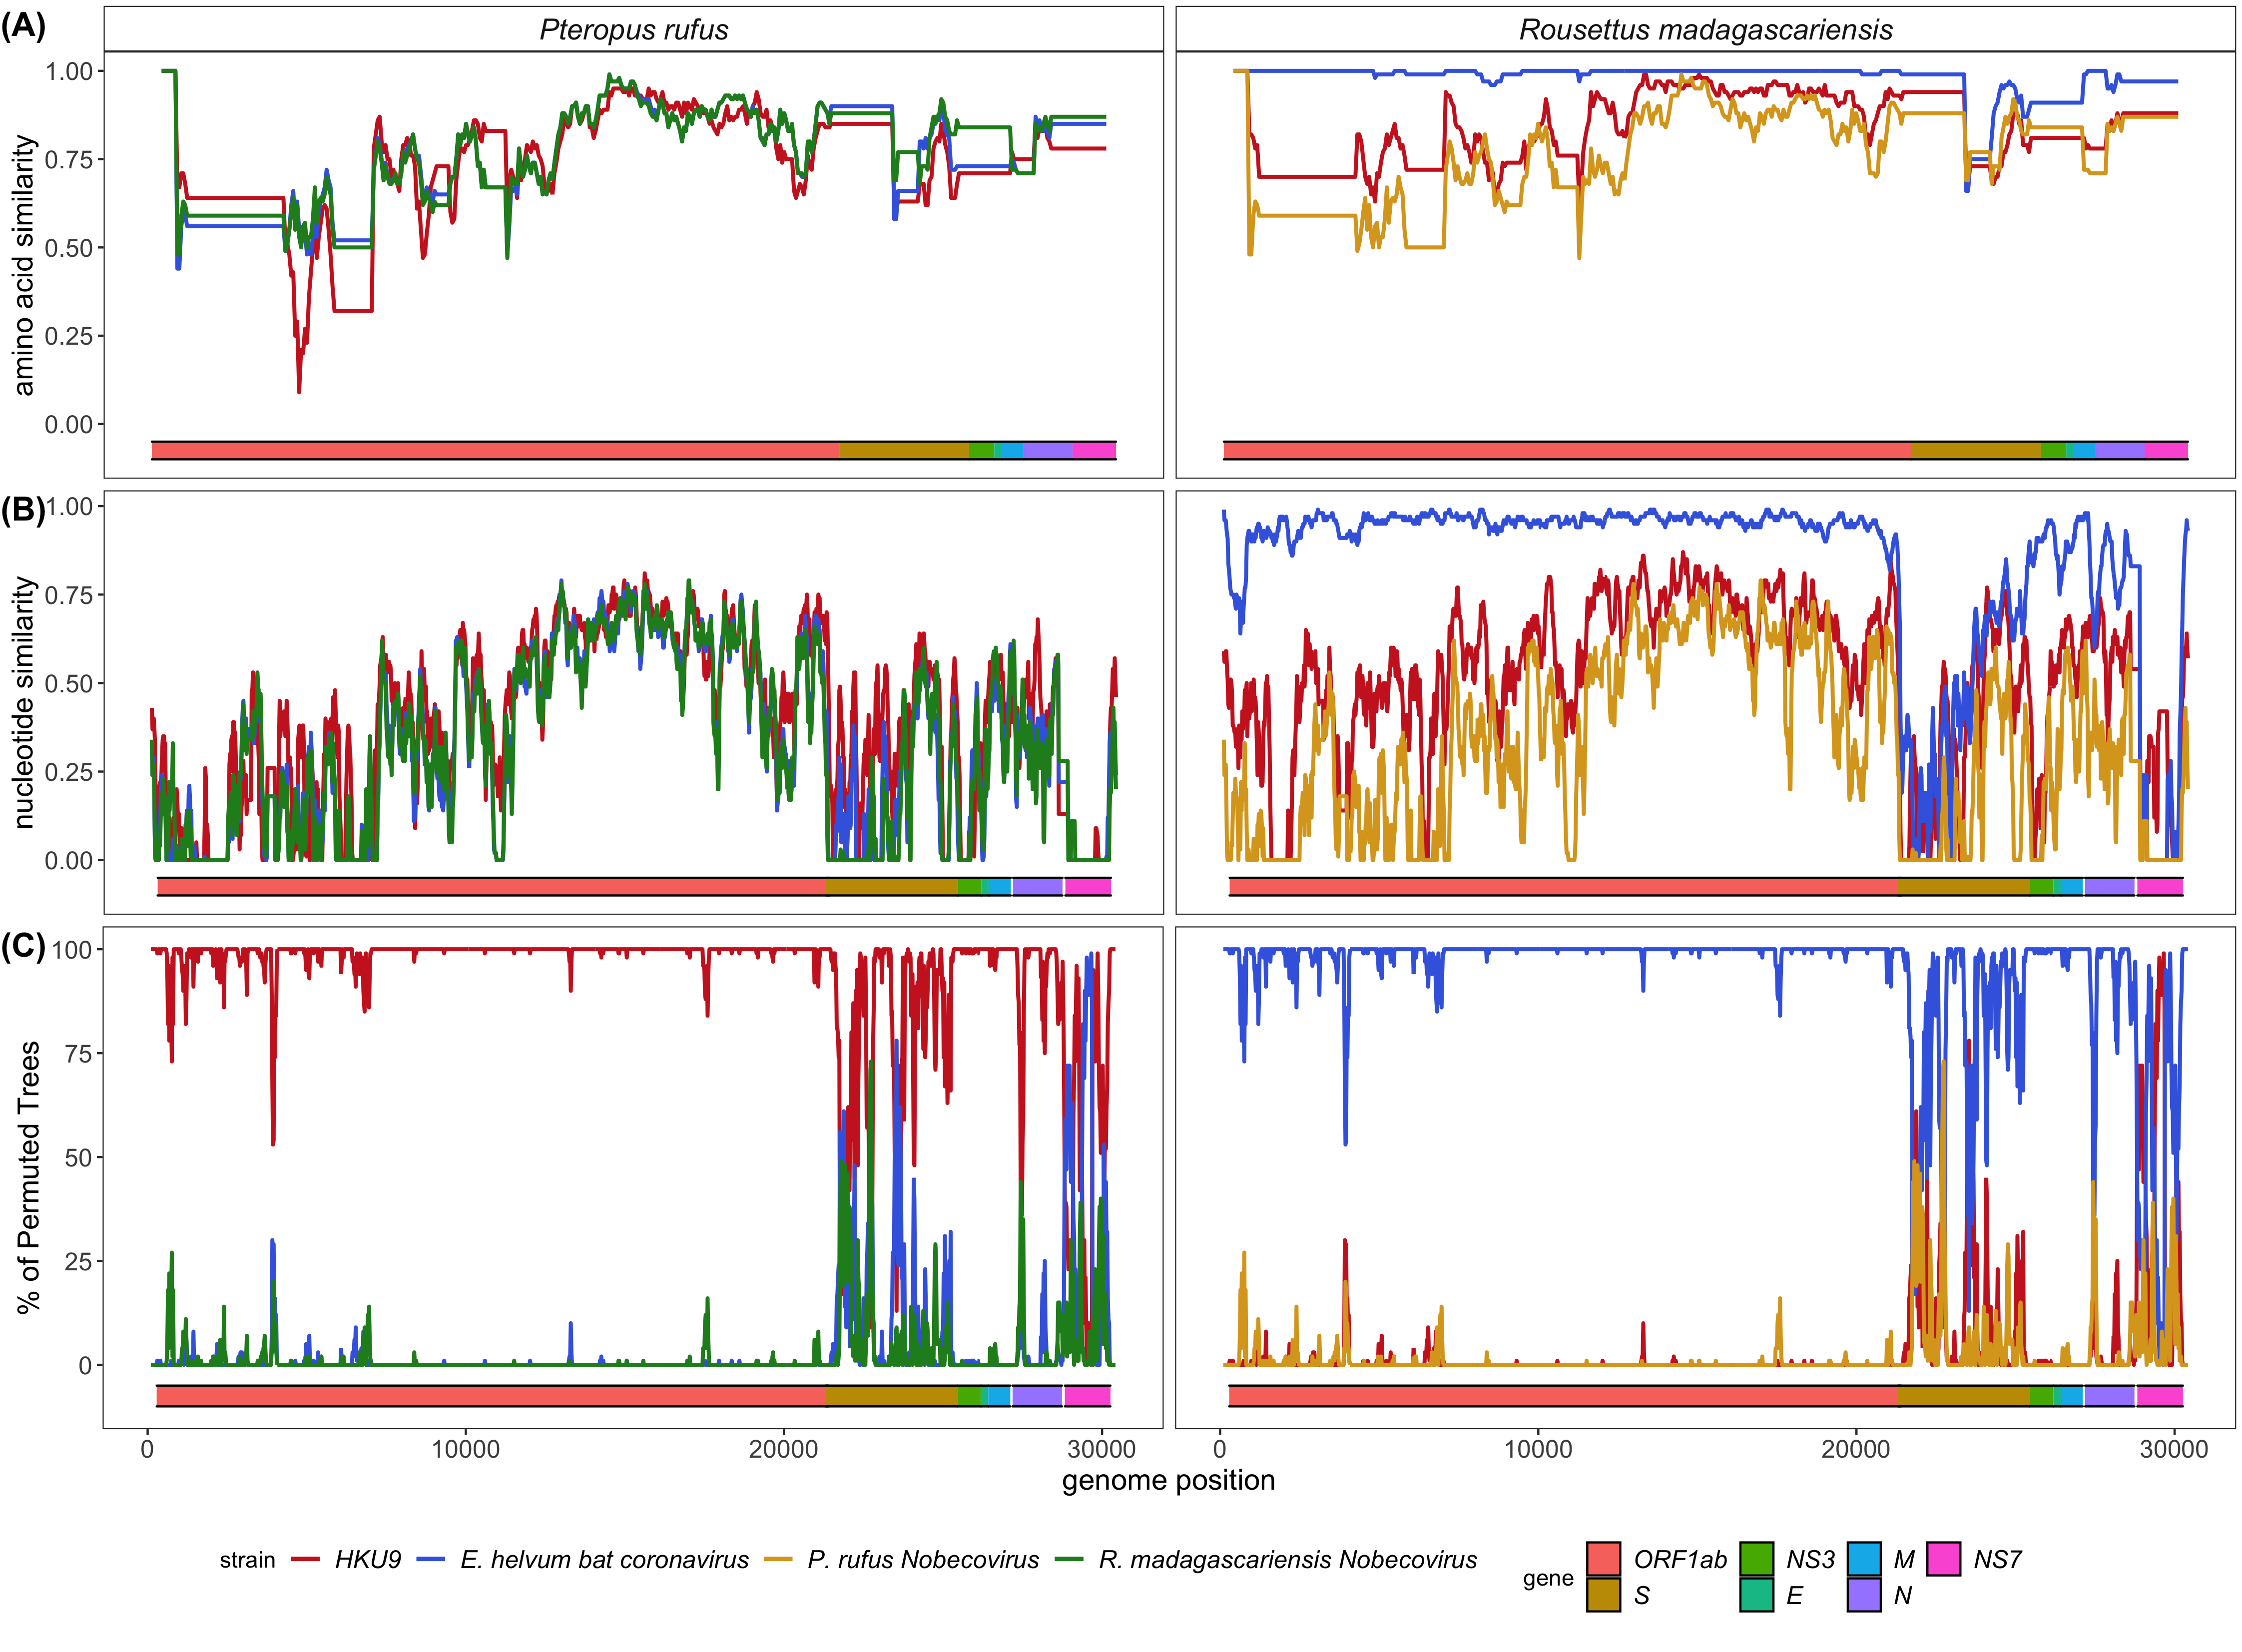 (A)
Pteropus rufus
Rousettus madagascariensis
amino acid similarity
1.00
0.75
0.50
0.25
0.00
(B)
nucleotide similarity
1.00
0.75
0.50
0.25
0.00
(C)
% of Permuted Trees
100
75
50
25
0
0 10000 20000 30000
0 10000 20000 30000
genome position
strain HKU9 E. helvum bat coronavirus P. rufus Nobecovirus R. madagascariensis Nobecovirus
gene
ORF1ab NS3 M NS7
S E N